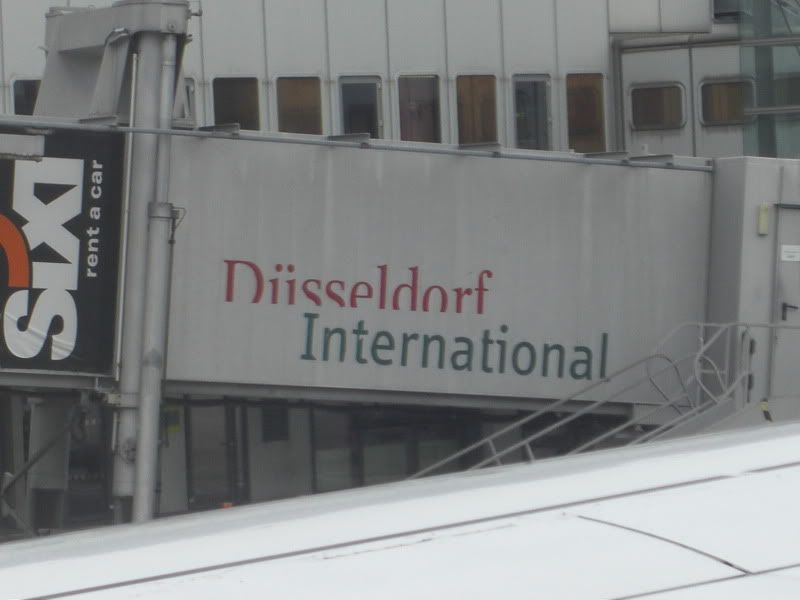 SIXT
rent a car
Düsseldorf
International